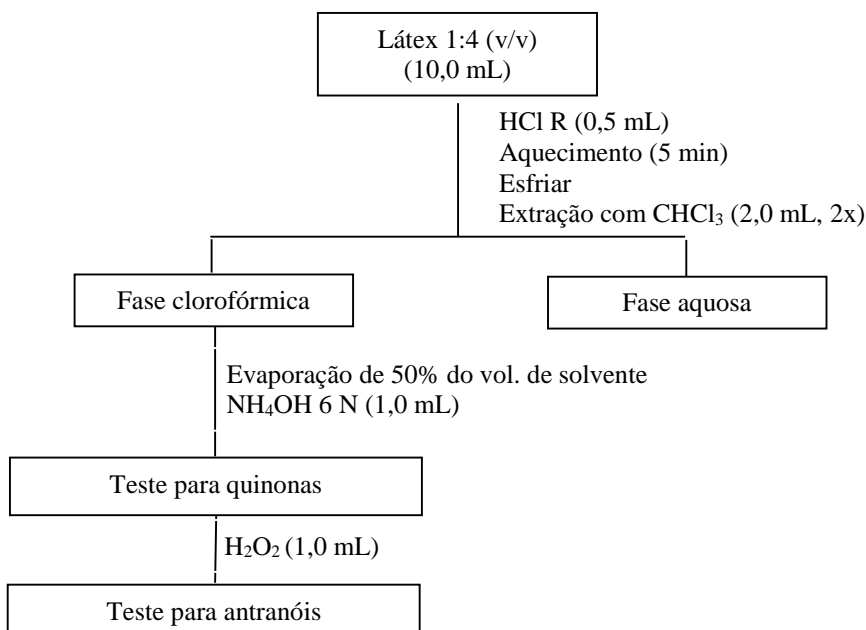 Látex 1:4 (v/v)
(10,0 mL)
HCl R (0,5 mL)
Aquecimento (5 min)
Esfriar
Extração com CHCl₃ (2,0 mL, 2x)
Fase clorofórmica
Fase aquosa
Evaporação de 50% do vol. de solvente
NH₄OH 6 N (1,0 mL)
Teste para quinonas
H₂O₂ (1,0 mL)
Teste para antranóis